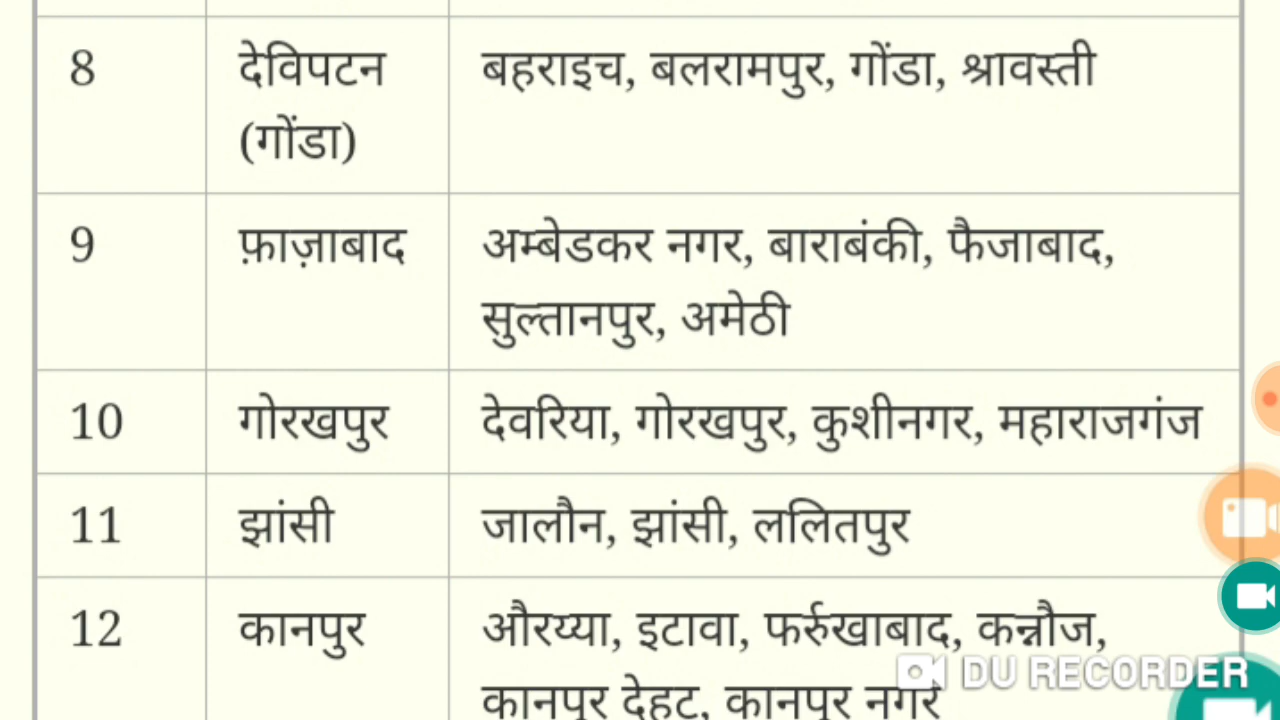 8 देविपटन बहराइच, बलरामपुर, गोंडा, श्रावस्ती
(गोंडा)
9 फ़ाज़ाबाद अम्बेडकर नगर, बाराबंकी, फैजाबाद,
सुल्तानपुर, अमेठी
10 गोरखपुर देवरिया, गोरखपुर, कुशीनगर, महाराजगंज
11 झांसी जालौन, झांसी, ललितपुर
12 कानपुर औरय्या, इटावा, फर्रुखाबाद, कन्नौज,
कानपुर देहट, कानपुर नगर
DU RECORDER